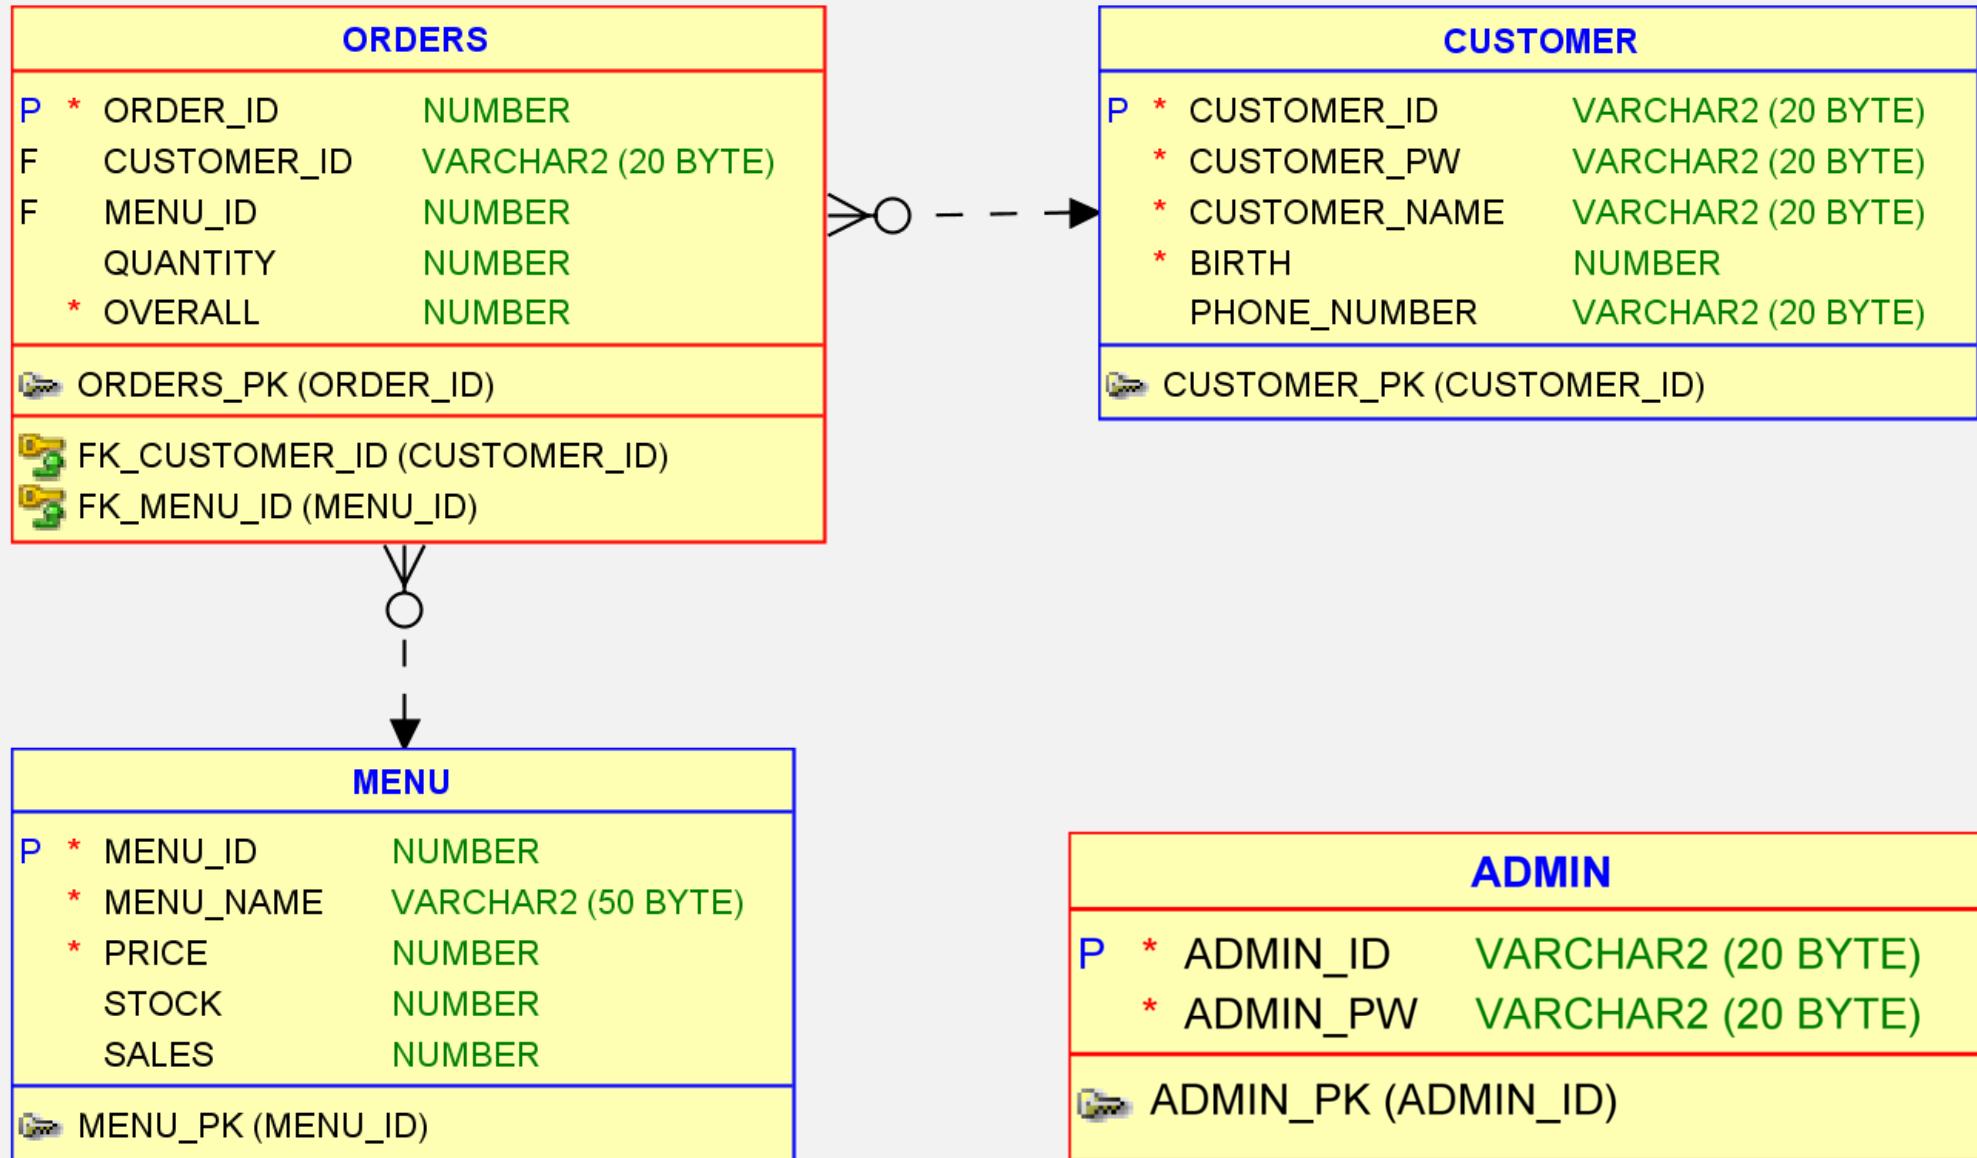 ORDERS
P * ORDER_ID NUMBER
F CUSTOMER_ID VARCHAR2 (20 BYTE)
F MENU_ID NUMBER
QUANTITY NUMBER
* OVERALL NUMBER
ORDERS_PK (ORDER_ID)
FK_CUSTOMER_ID (CUSTOMER_ID)
FK_MENU_ID (MENU_ID)
CUSTOMER
P * CUSTOMER_ID VARCHAR2 (20 BYTE)
* CUSTOMER_PW VARCHAR2 (20 BYTE)
* CUSTOMER_NAME VARCHAR2 (20 BYTE)
* BIRTH NUMBER
PHONE_NUMBER VARCHAR2 (20 BYTE)
CUSTOMER_PK (CUSTOMER_ID)
MENU
P * MENU_ID NUMBER
* MENU_NAME VARCHAR2 (50 BYTE)
* PRICE NUMBER
STOCK NUMBER
SALES NUMBER
MENU_PK (MENU_ID)
ADMIN
P * ADMIN_ID VARCHAR2 (20 BYTE)
* ADMIN_PW VARCHAR2 (20 BYTE)
ADMIN_PK (ADMIN_ID)